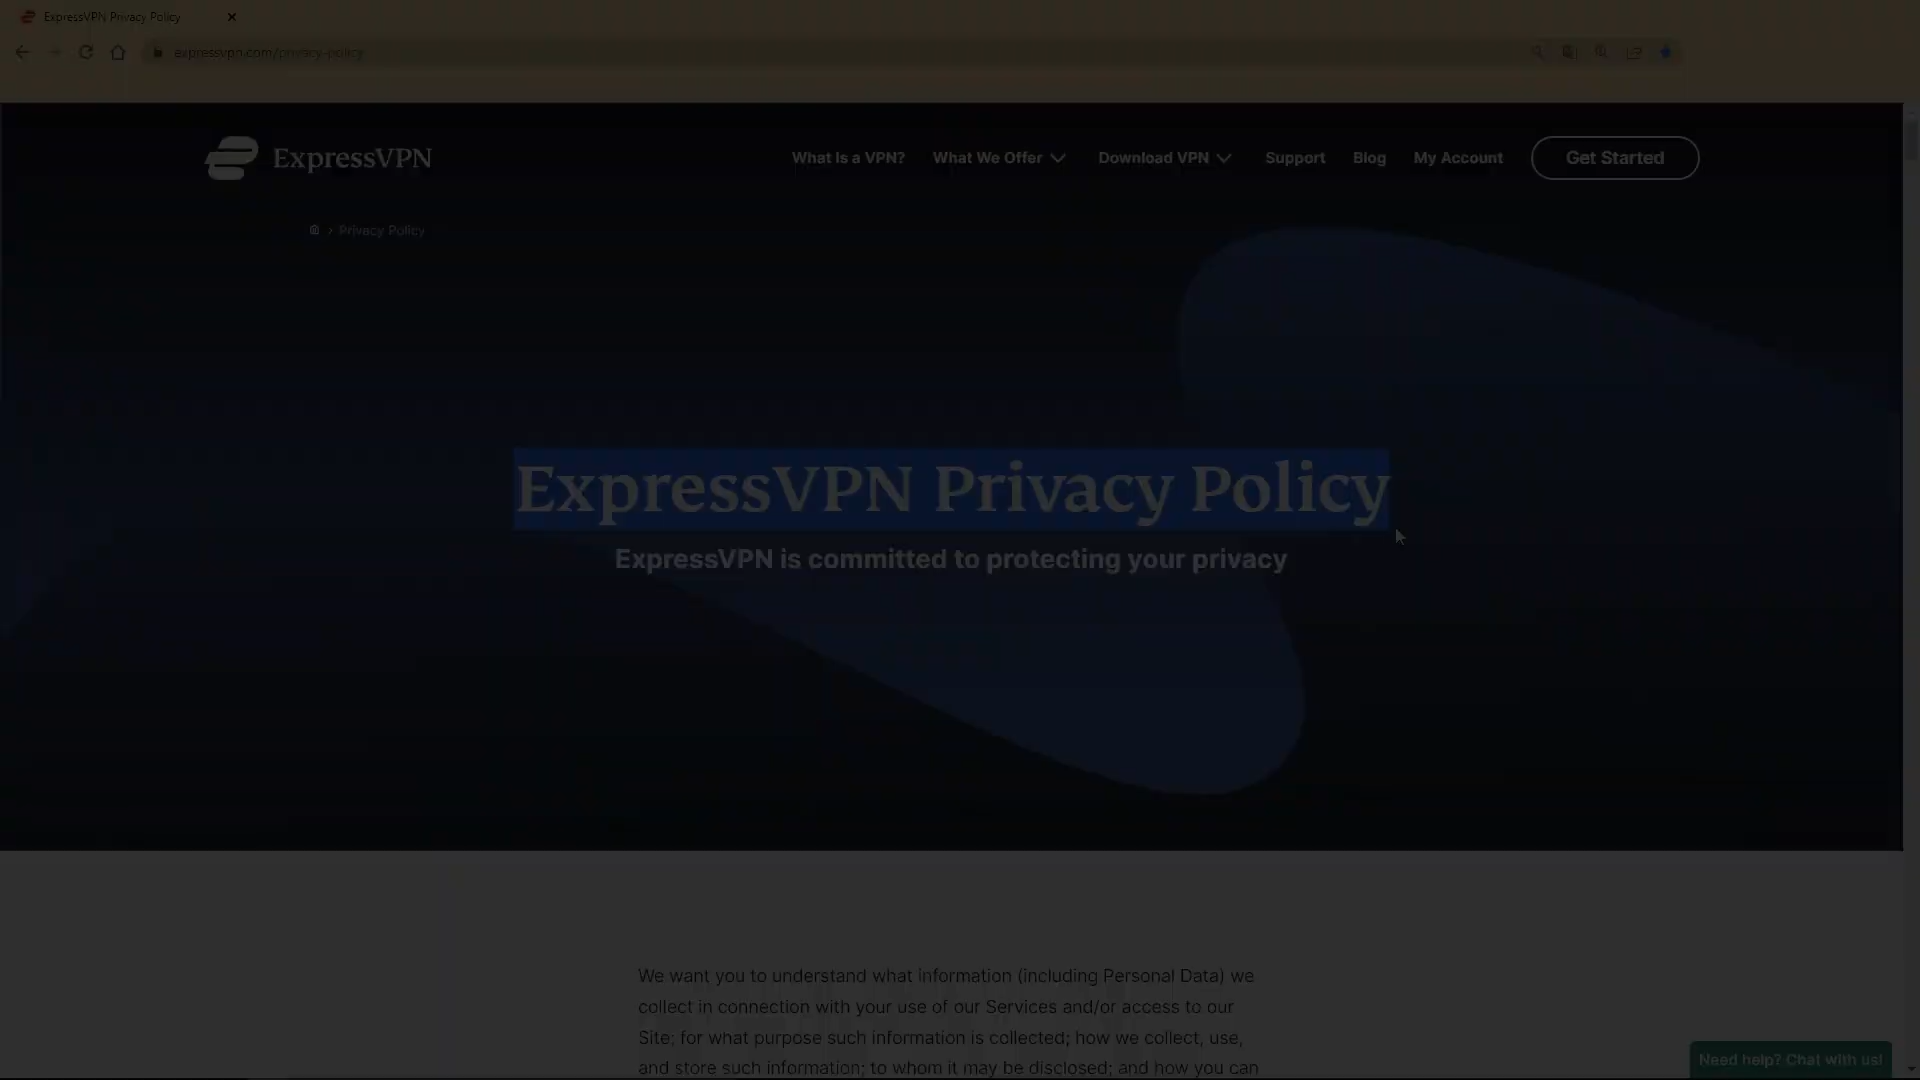 ExpressVPN Privacy Policy
expressvpn.com/privacy-policy
ExpressVPN
What Is a VPN?
What We Offer
Download VPN
Support
Blog
My Account
Get Started
Privacy Policy
ExpressVPN Privacy Policy
ExpressVPN is committed to protecting your privacy
We want you to understand what information (including Personal Data) we
collect in connection with your use of our Services and/or access to our
Site; for what purpose such information is collected; how we collect, use,
and store such information; to whom it may be disclosed; and how you can
Need help? Chat with us!